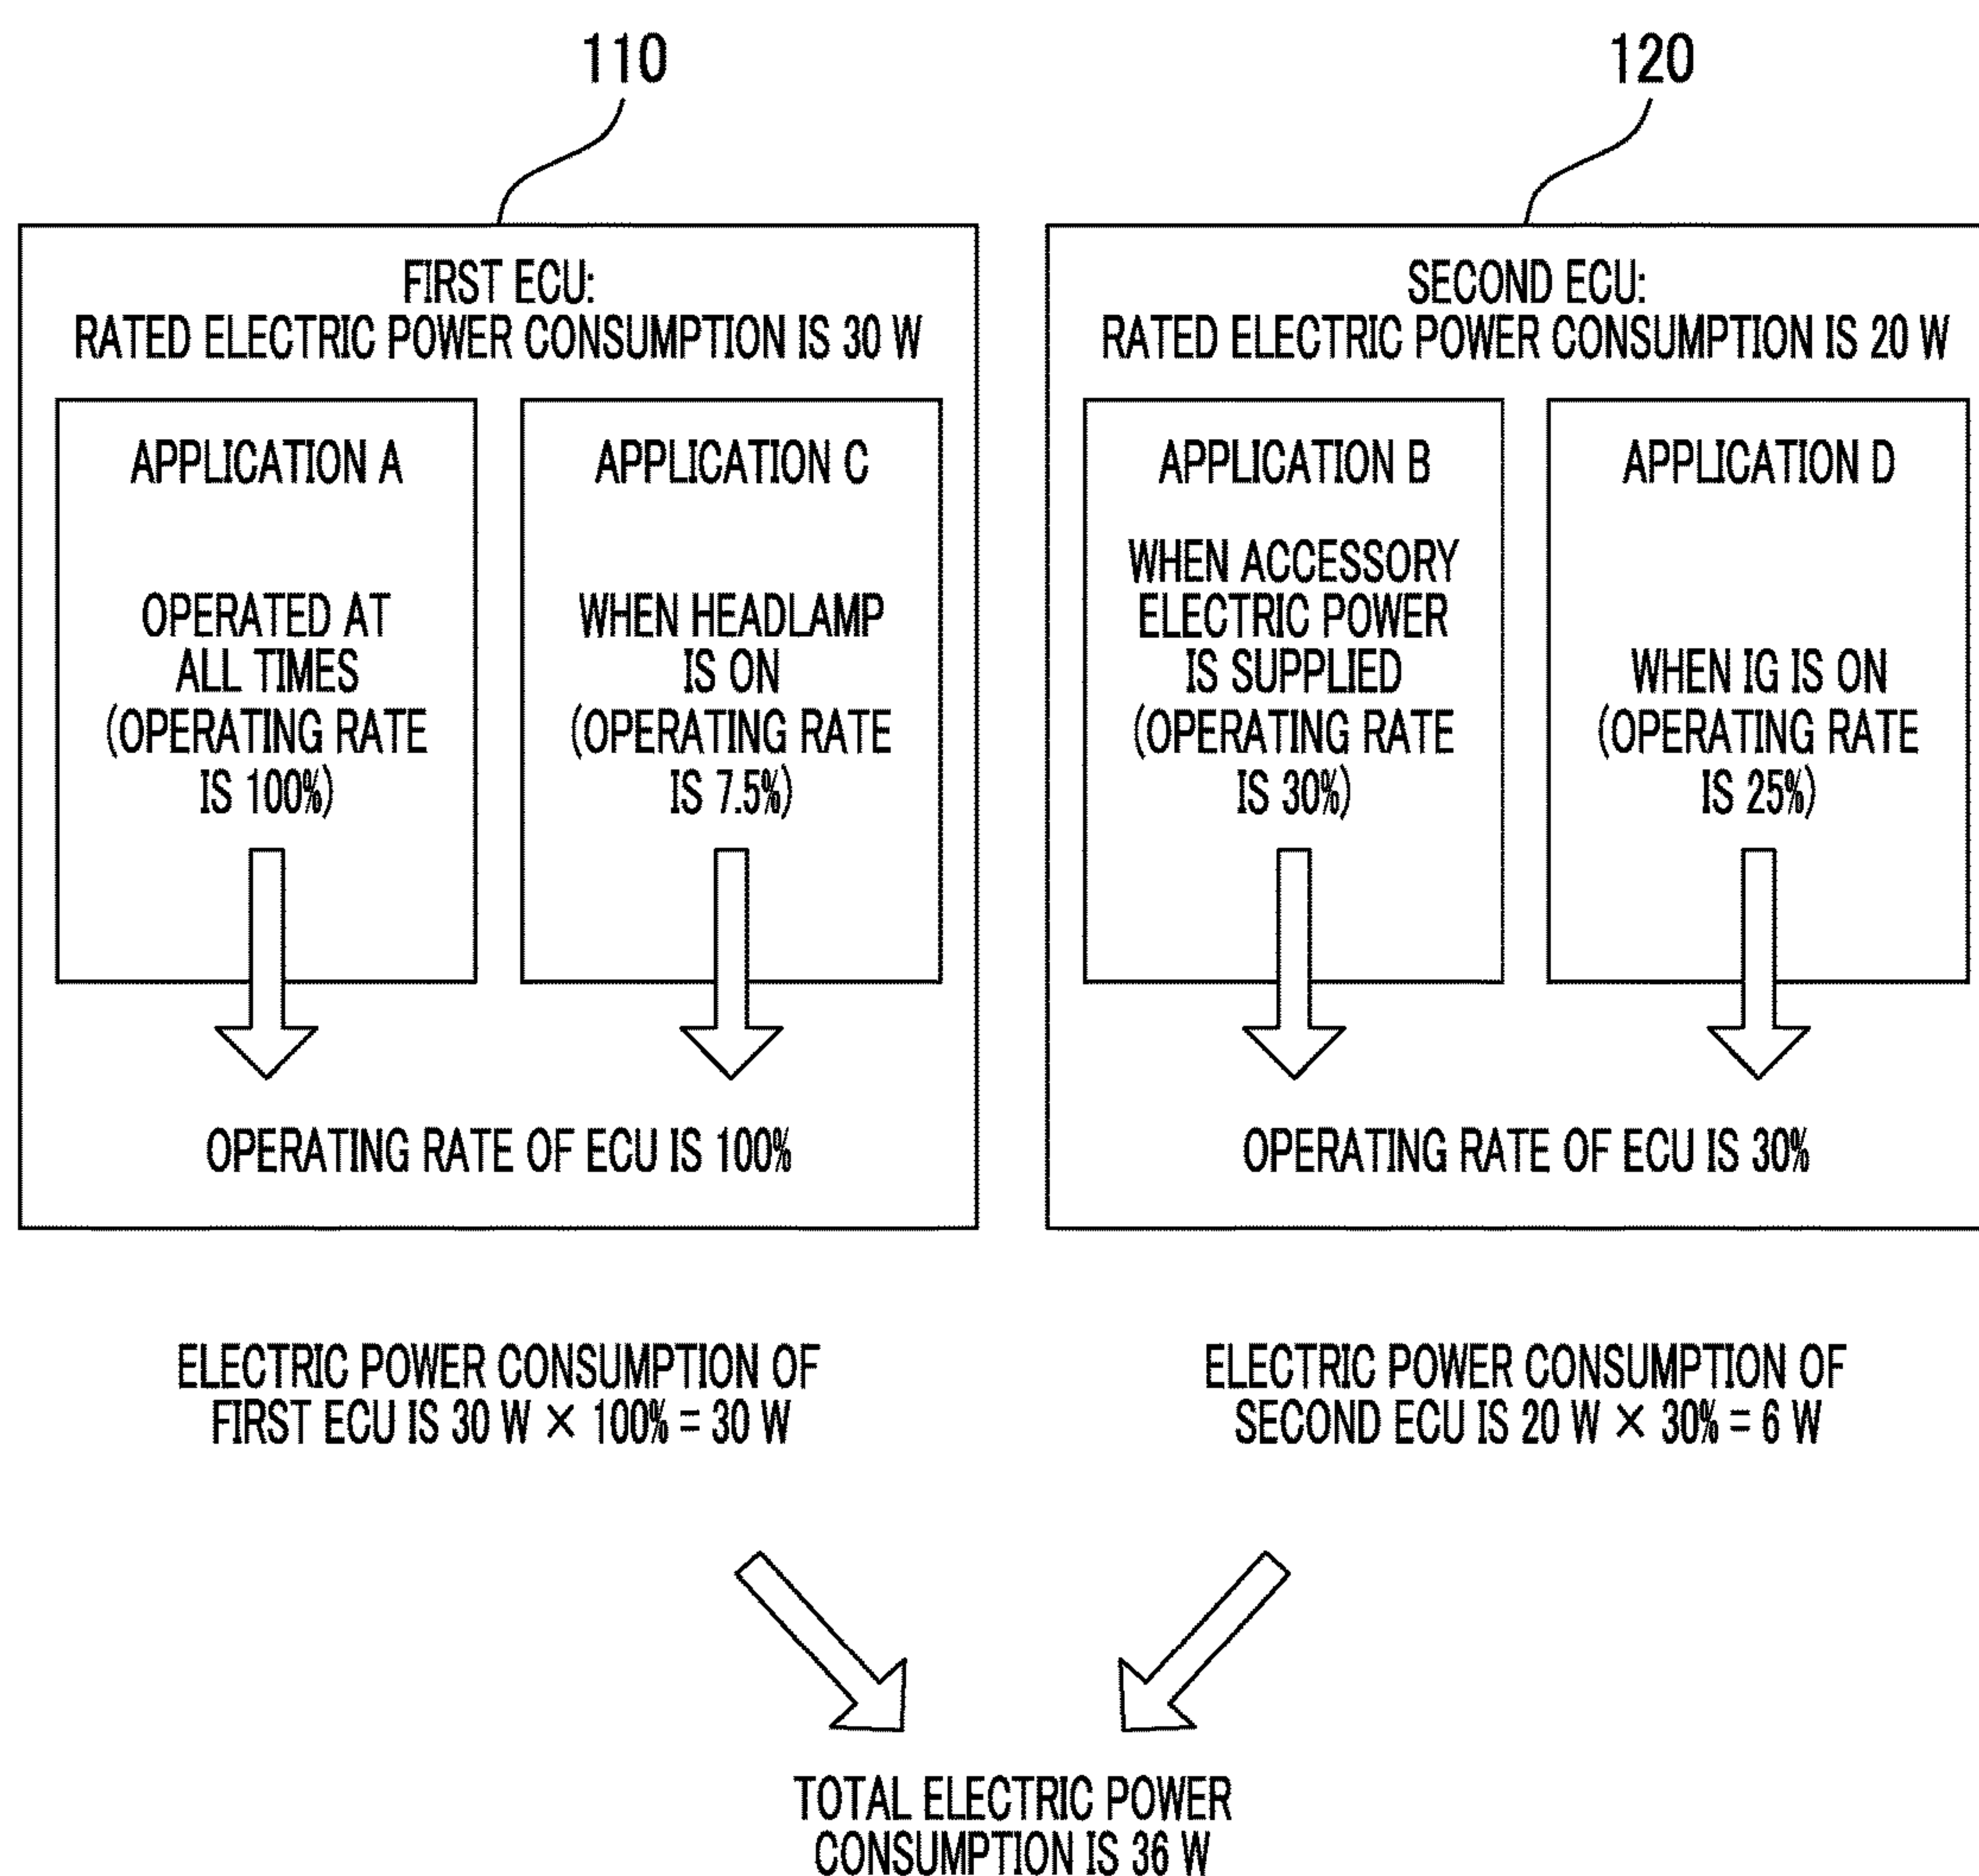 110
120
FIRST ECU:
RATED ELECTRIC POWER CONSUMPTION IS 30 W
APPLICATION A
OPERATED AT
ALL TIMES
(OPERATING RATE
IS 100%)
APPLICATION C
WHEN HEADLAMP
IS ON
(OPERATING RATE
IS 7.5%)
OPERATING RATE OF ECU IS 100%
SECOND ECU:
RATED ELECTRIC POWER CONSUMPTION IS 20 W
APPLICATION B
WHEN ACCESSORY
ELECTRIC POWER
IS SUPPLIED
(OPERATING RATE
IS 30%)
APPLICATION D
WHEN IG IS ON
(OPERATING RATE
IS 25%)
OPERATING RATE OF ECU IS 30%
ELECTRIC POWER CONSUMPTION OF
FIRST ECU IS 30 W × 100% = 30 W
ELECTRIC POWER CONSUMPTION OF
SECOND ECU IS 20 W × 30% = 6 W
TOTAL ELECTRIC POWER
CONSUMPTION IS 36 W